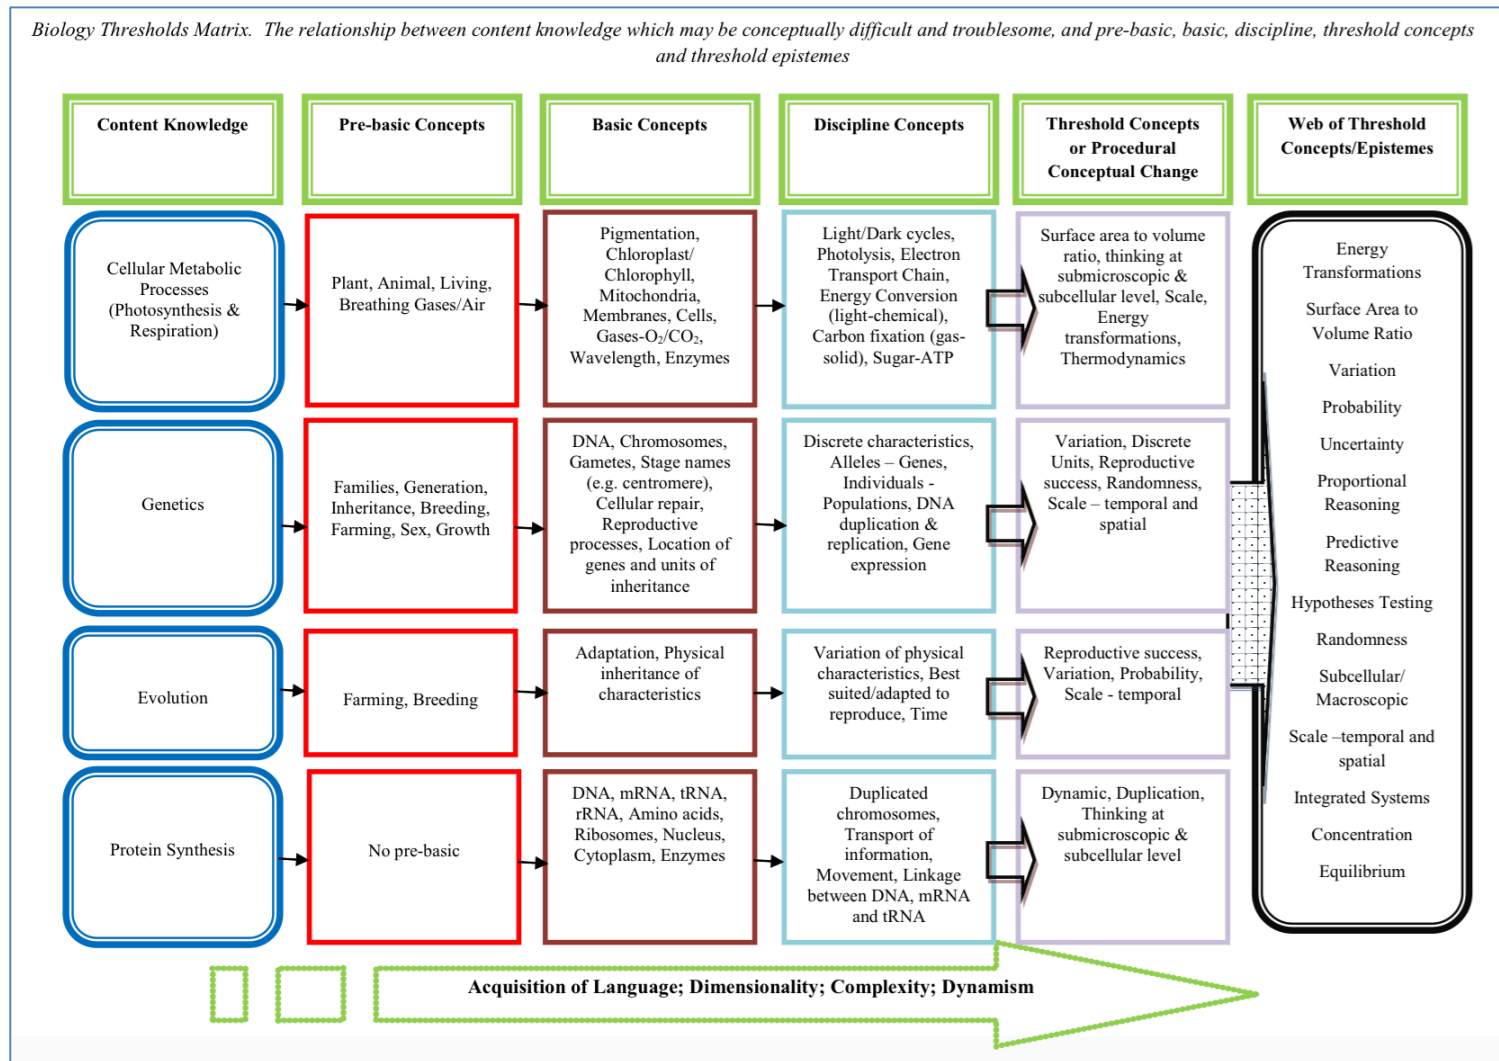 Biology Thresholds Matrix.  The relationship between content knowledge which may be conceptually difficult and troublesome, and pre-basic, basic, discipline, threshold concepts
and threshold epistemes
Content Knowledge
Pre-basic Concepts
Basic Concepts
Discipline Concepts
Threshold Concepts
or Procedural
Conceptual Change
Web of Threshold
Concepts/Epistemes
Cellular Metabolic
Processes
(Photosynthesis &
Respiration)
Plant, Animal, Living,
Breathing Gases/Air
Pigmentation,
Chloroplast/
Chlorophyll,
Mitochondria,
Membranes, Cells,
Gases-O₂/CO₂,
Wavelength, Enzymes
Light/Dark cycles,
Photolysis, Electron
Transport Chain,
Energy Conversion
(light-chemical),
Carbon fixation (gas-
solid), Sugar-ATP
Surface area to volume
ratio, thinking at
submicroscopic &
subcellular level, Scale,
Energy
transformations,
Thermodynamics
Genetics
Families, Generation,
Inheritance, Breeding,
Farming, Sex, Growth
DNA, Chromosomes,
Gametes, Stage names
(e.g. centromere),
Cellular repair,
Reproductive
processes, Location of
genes and units of
inheritance
Discrete characteristics,
Alleles – Genes,
Individuals -
Populations, DNA
duplication &
replication, Gene
expression
Variation, Discrete
Units, Reproductive
success, Randomness,
Scale – temporal and
spatial
Evolution
Farming, Breeding
Adaptation, Physical
inheritance of
characteristics
Variation of physical
characteristics, Best
suited/adapted to
reproduce, Time
Reproductive success,
Variation, Probability,
Scale - temporal
Protein Synthesis
No pre-basic
DNA, mRNA, tRNA,
rRNA, Amino acids,
Ribosomes, Nucleus,
Cytoplasm, Enzymes
Duplicated
chromosomes,
Transport of
information,
Movement, Linkage
between DNA, mRNA
and tRNA
Dynamic, Duplication,
Thinking at
submicroscopic &
subcellular level
Energy
Transformations
Surface Area to
Volume Ratio
Variation
Probability
Uncertainty
Proportional
Reasoning
Predictive
Reasoning
Hypotheses Testing
Randomness
Subcellular/
Macroscopic
Scale –temporal and
spatial
Integrated Systems
Concentration
Equilibrium
Acquisition of Language; Dimensionality; Complexity; Dynamism